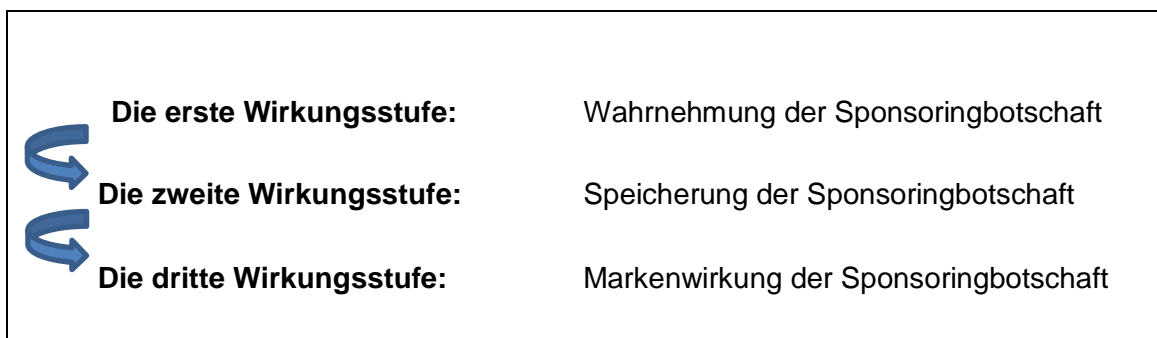 Die erste Wirkungsstufe: Wahrnehmung der Sponsoringbotschaft
Die zweite Wirkungsstufe: Speicherung der Sponsoringbotschaft
Die dritte Wirkungsstufe: Markenwirkung der Sponsoringbotschaft